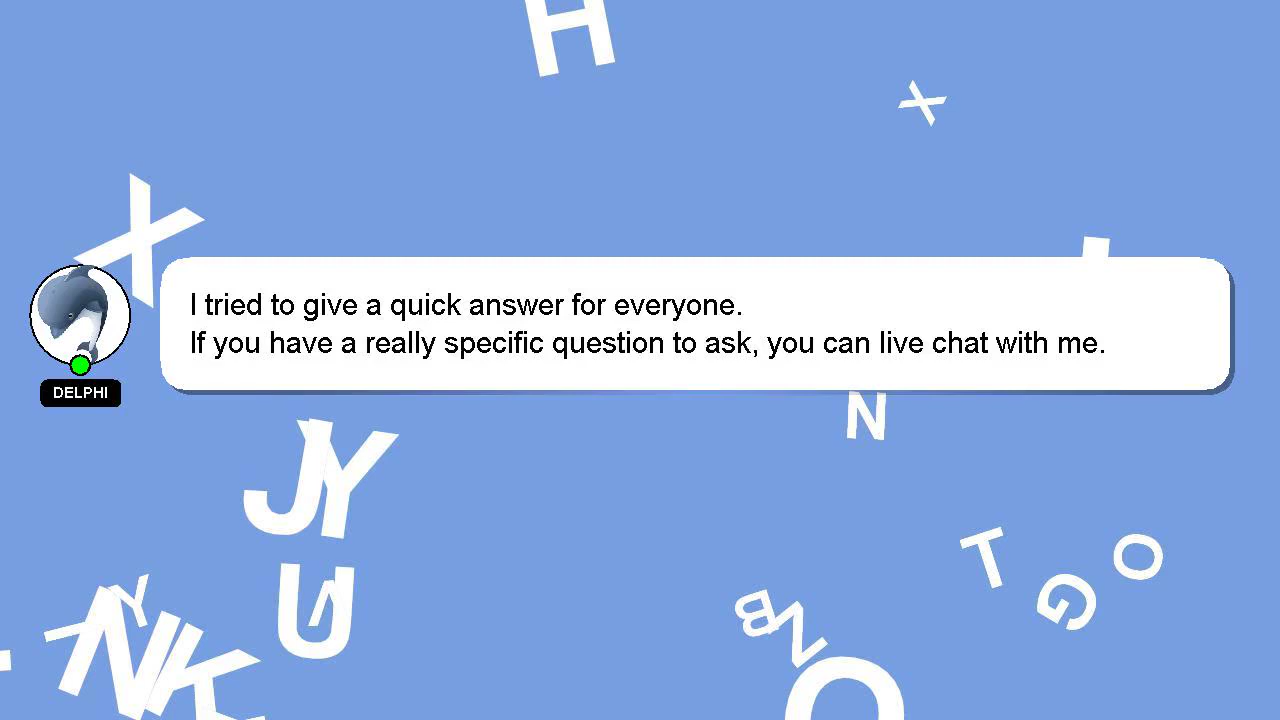 H
X
X
I tried to give a quick answer for everyone.
If you have a really specific question to ask, you can live chat with me.
DELPHI
N
J Y
T
O
G
U
B
N
Y
N
K
O